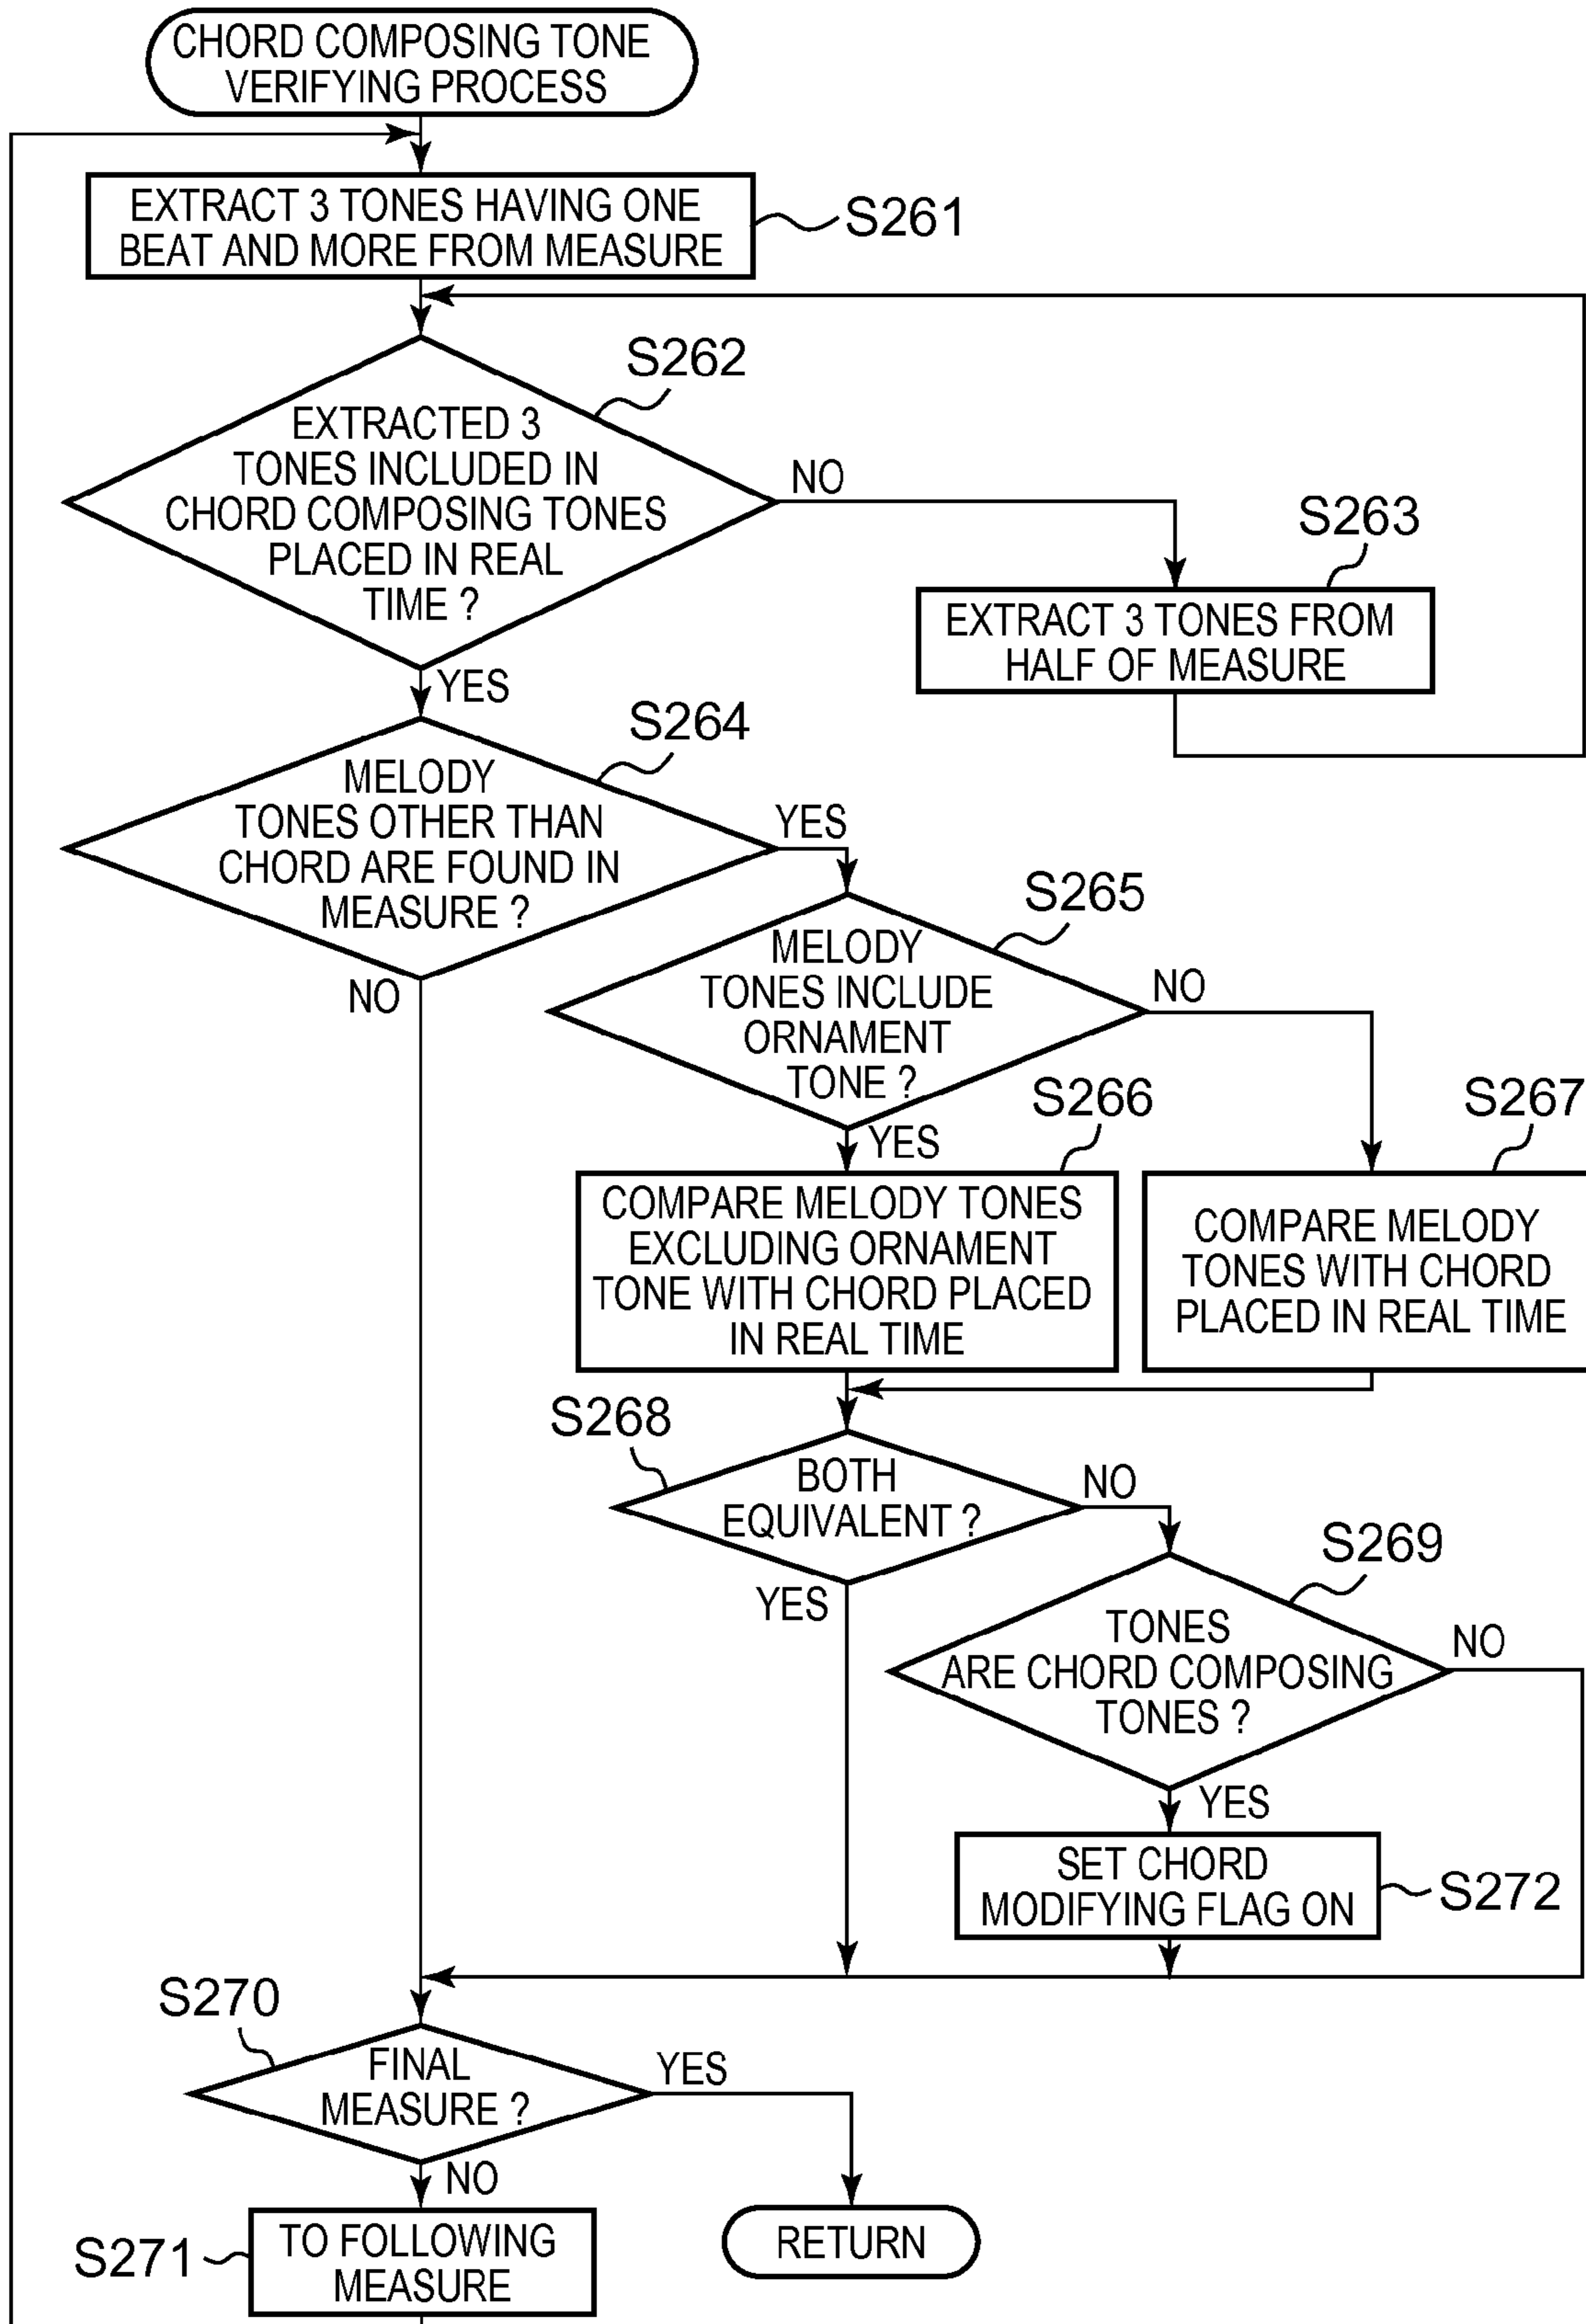 CHORD COMPOSING TONE
VERIFYING PROCESS
EXTRACT 3 TONES HAVING ONE
BEAT AND MORE FROM MEASURE
S261
S262
EXTRACTED 3
TONES INCLUDED IN
CHORD COMPOSING TONES
PLACED IN REAL
TIME ?
NO
S263
EXTRACT 3 TONES FROM
HALF OF MEASURE
YES
S264
MELODY
TONES OTHER THAN
CHORD ARE FOUND IN
MEASURE ?
YES
NO
S265
MELODY
TONES INCLUDE
ORNAMENT
TONE ?
NO
YES
S266
COMPARE MELODY TONES
EXCLUDING ORNAMENT
TONE WITH CHORD PLACED
IN REAL TIME
S267
COMPARE MELODY
TONES WITH CHORD
PLACED IN REAL TIME
S268
BOTH
EQUIVALENT ?
NO
YES
S269
TONES
ARE CHORD COMPOSING
TONES ?
NO
YES
SET CHORD
MODIFYING FLAG ON
S272
S270
FINAL
MEASURE ?
YES
NO
S271
TO FOLLOWING
MEASURE
RETURN